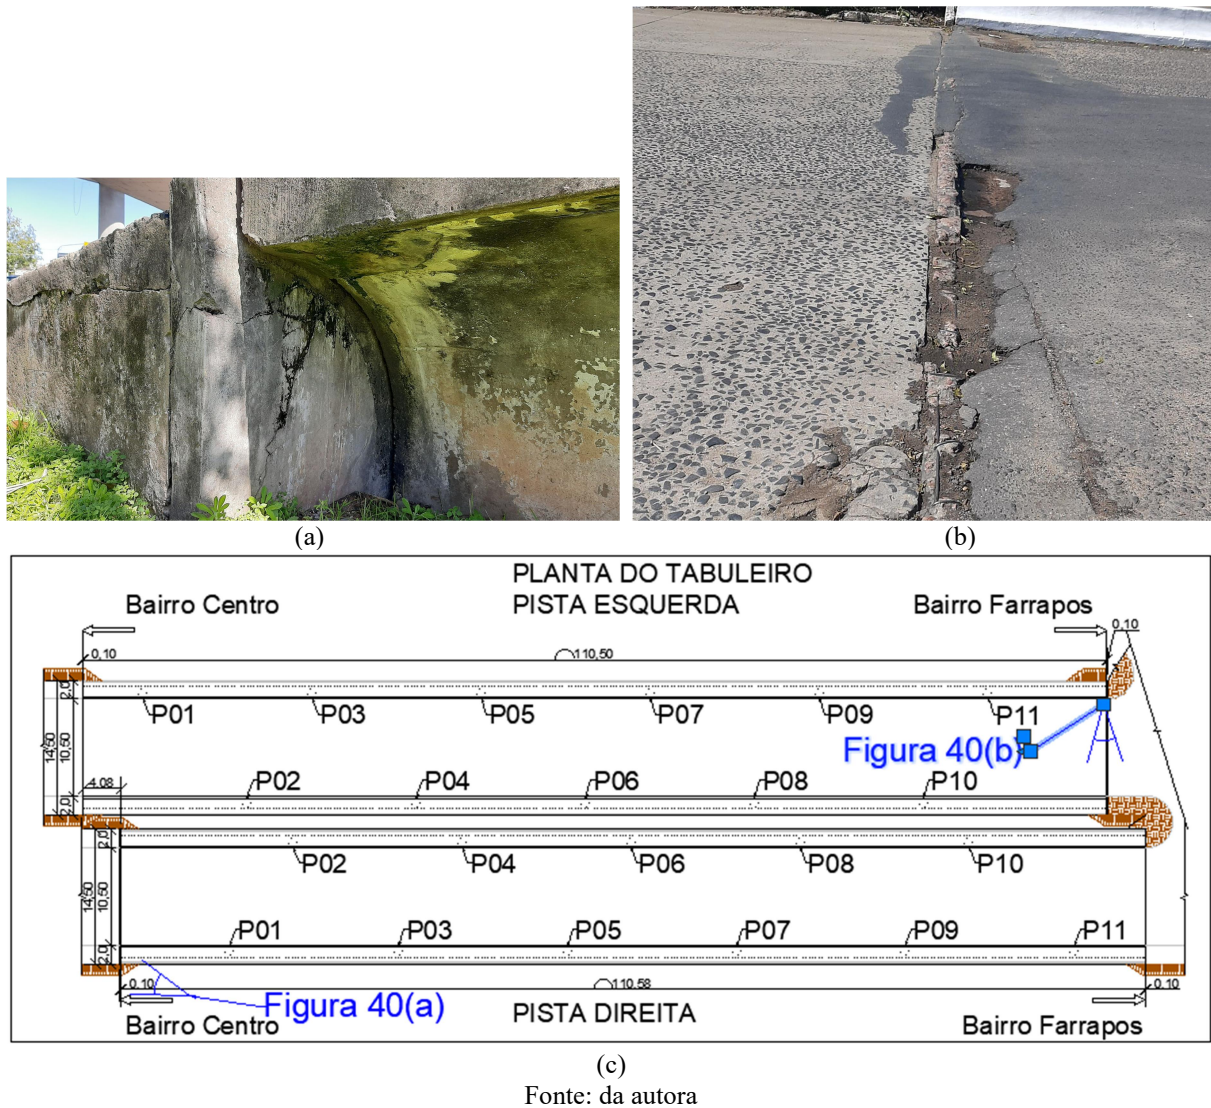 (a)
(b)
PLANTA DO TABULEIRO
PISTA ESQUERDA
Bairro Centro
Bairro Farrapos
0,10
110,50
0.10
2,0
14,50
10,50
2,0
P01
P03
P05
P07
P09
P11
Figura 40(b)
4.08
P02
P04
P06
P08
P10
2,0
14,50
10,50
2,0
P02
P04
P06
P08
P10
P01
P03
P05
P07
P09
P11
0.10
110.58
0.10
Figura 40(a)
Bairro Centro
PISTA DIREITA
Bairro Farrapos
(c)
Fonte: da autora